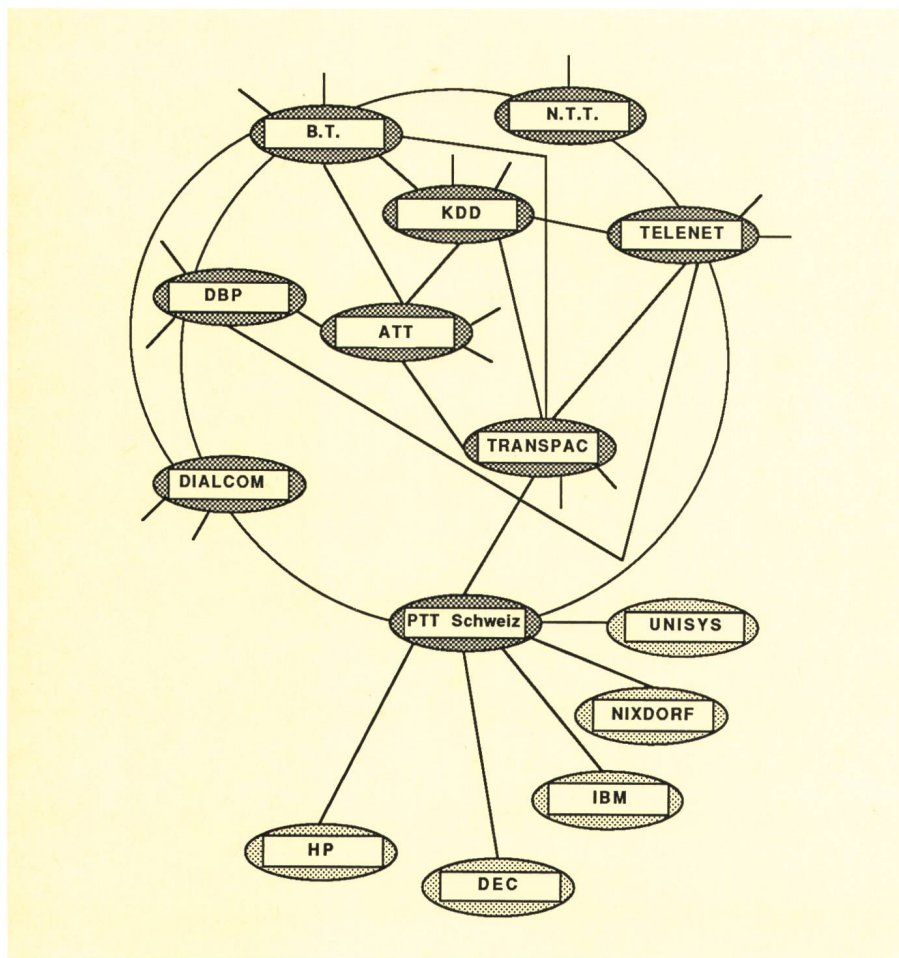 N.T.T.
B.T.
KDD
TELENET
DBP
ATT
TRANSPAC
DIALCOM
PTT Schweiz
UNISYS
NIXDORF
IBM
HP
DEC